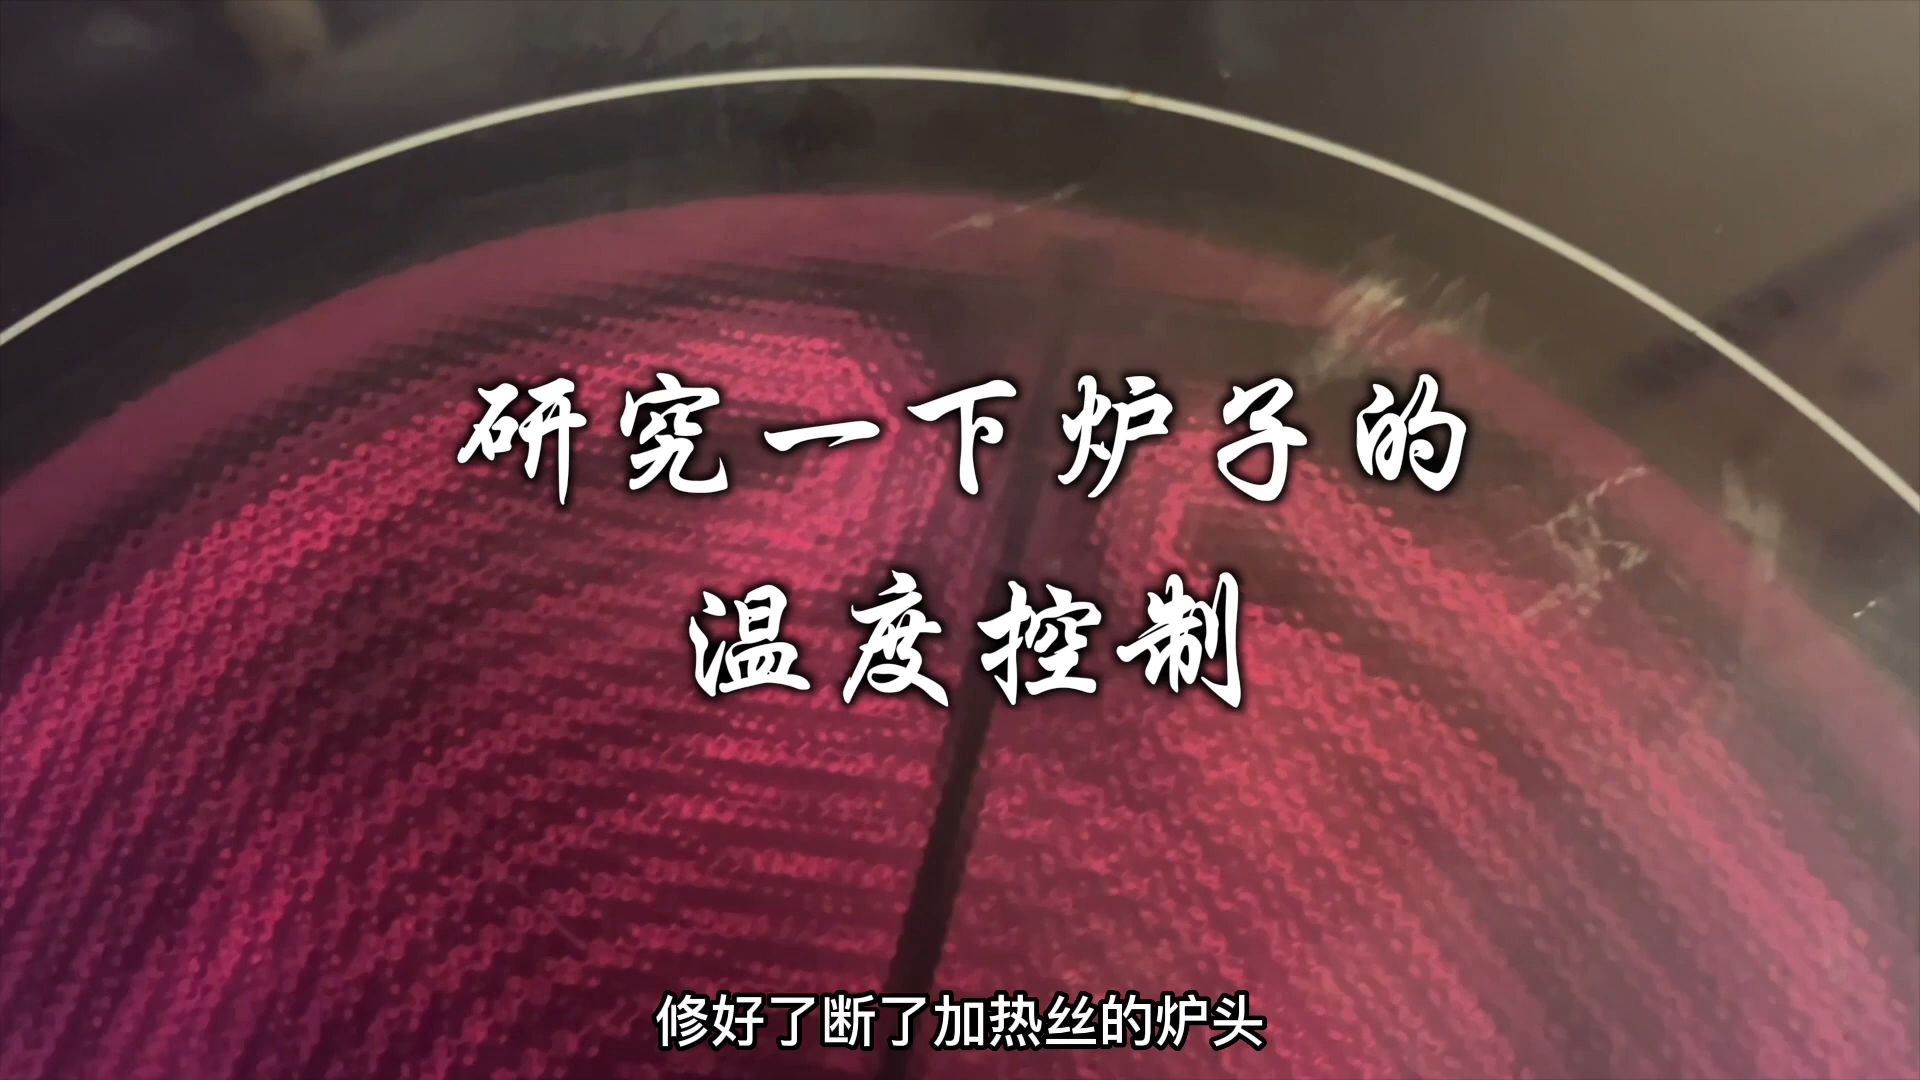 研究一下炉子的
温度控制
修好了断了加热丝的炉头